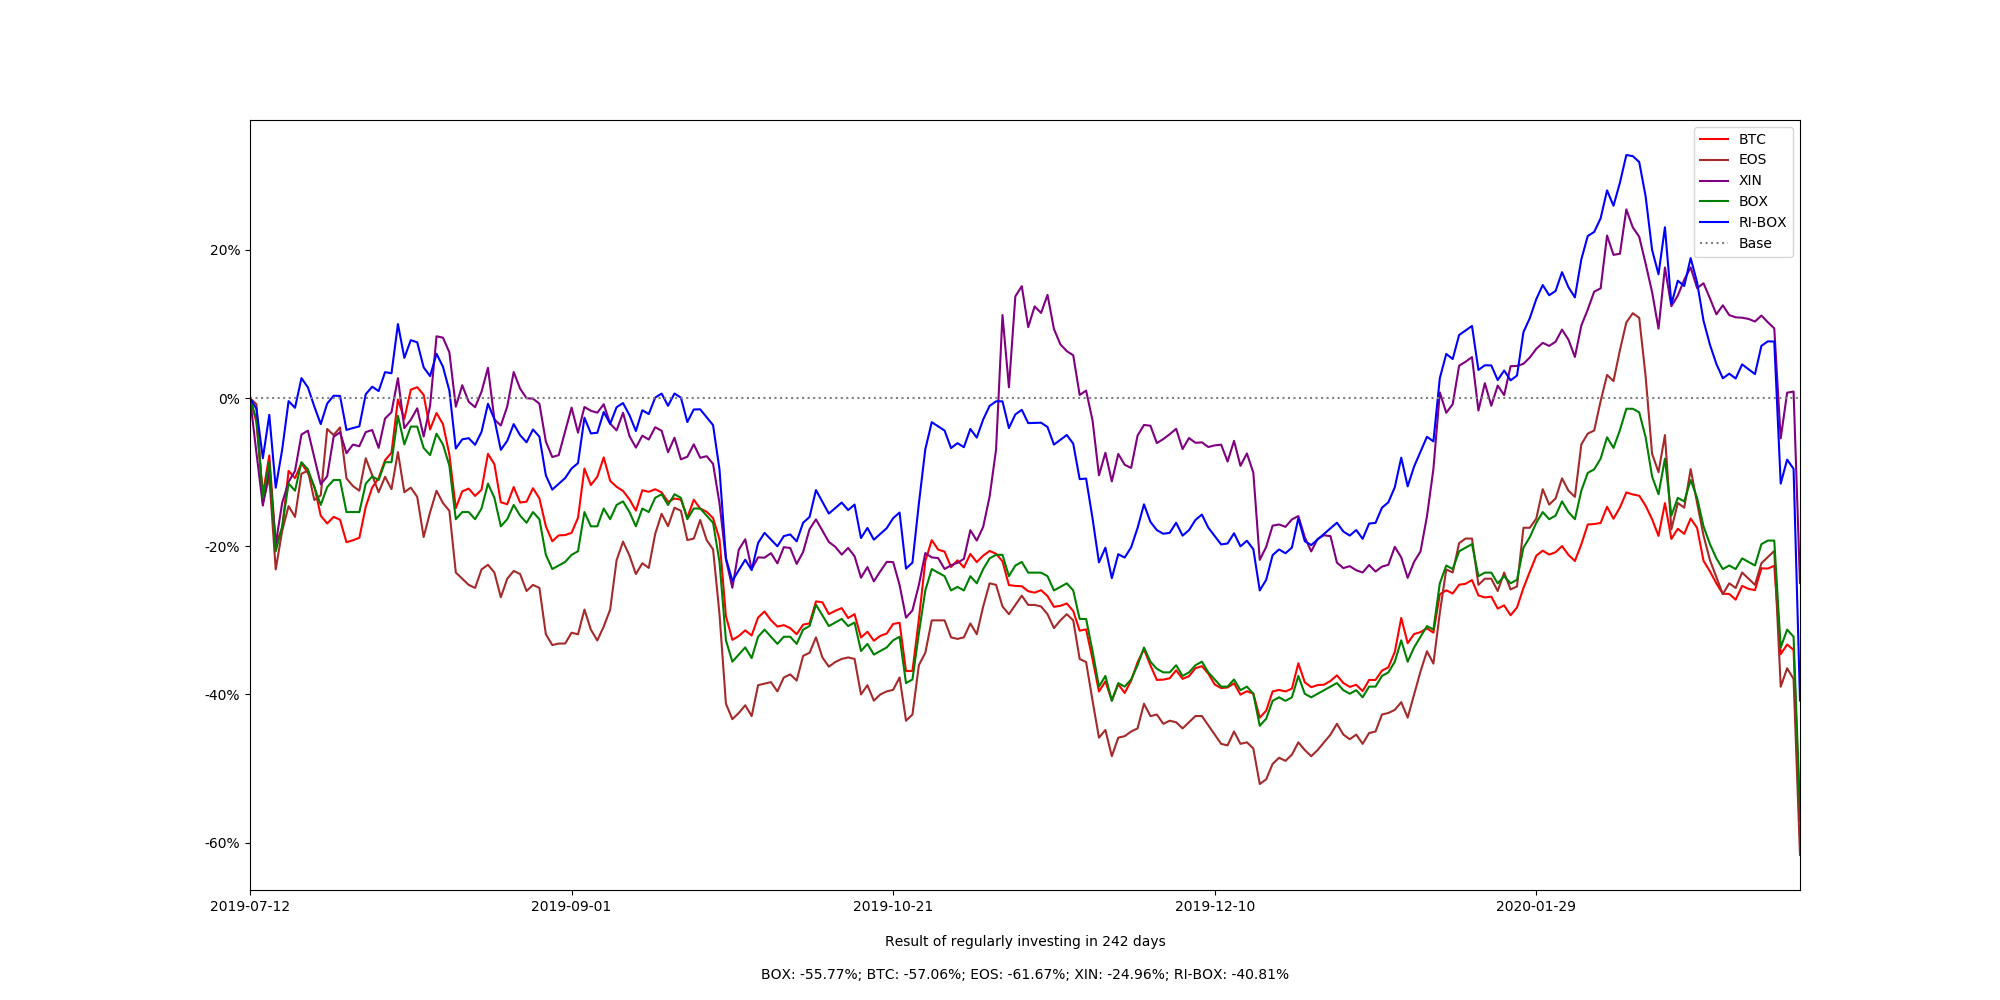 BTC
EOS
XIN
BOX
RI-BOX
Base
20%
0%
-20%
-40%
-60%
2019-07-12
2019-09-01
2019-10-21
2019-12-10
2020-01-29
Result of regularly investing in 242 days
BOX: -55.77%; BTC: -57.06%; EOS: -61.67%; XIN: -24.96%; RI-BOX: -40.81%